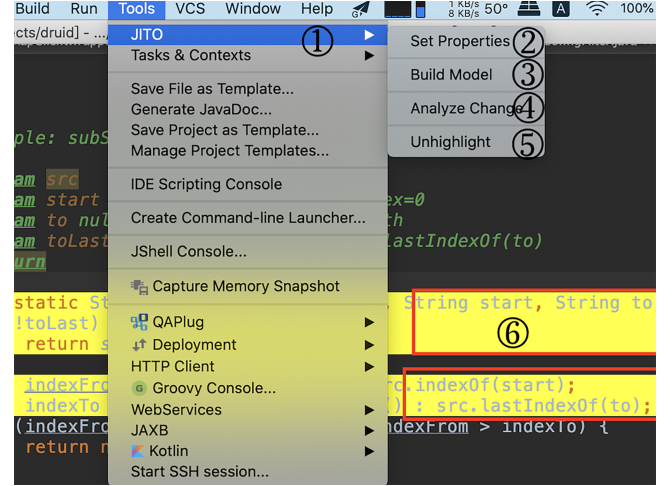 Build Run Tools VCS Window Help 1 KB/s 8 KB/s 50° A 100%
ects/druid] - .../
JITO ①
Set Properties ②
Tasks & Contexts
Build Model ③
Save File as Template...
Generate JavaDoc...
Analyze Change ④
Save Project as Template...
ple: subS
Unhighlight ⑤
Manage Project Templates...
am src
IDE Scripting Console
am start ex=0
am to nul th
Create Command-line Launcher...
am toLast lastIndexOf(to)
JShell Console...
urn
Capture Memory Snapshot
static St , String start, String to
!toLast) QAPlug ⑥
return s Deployment
HTTP Client
indexFro rc.indexOf(start);
Groovy Console...
indexTo () : src.lastIndexOf(to);
WebServices
(indexFro ndexFrom > indexTo) {
JAXB
return n Kotlin
Start SSH session...